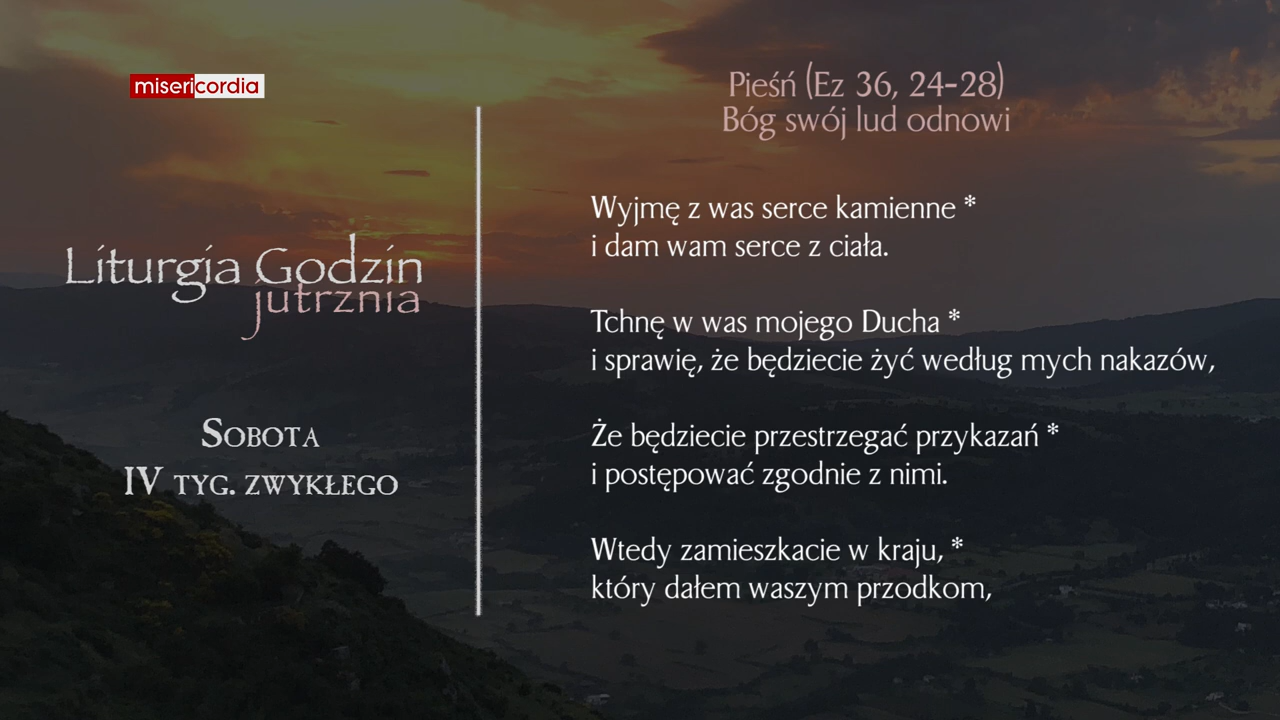 misericordia
Liturgia Godzin
jutrznia
Sobota
IV tyg. zwykłego
Pieśń (Ez 36, 24-28)
Bóg swój lud odnowi
Wyjmę z was serce kamienne *
i dam wam serce z ciała.
Tchnę w was mojego Ducha *
i sprawię, że będziecie żyć według mych nakazów,
Że będziecie przestrzegać przykazań *
i postępować zgodnie z nimi.
Wtedy zamieszkacie w kraju, *
który dałem waszym przodkom,